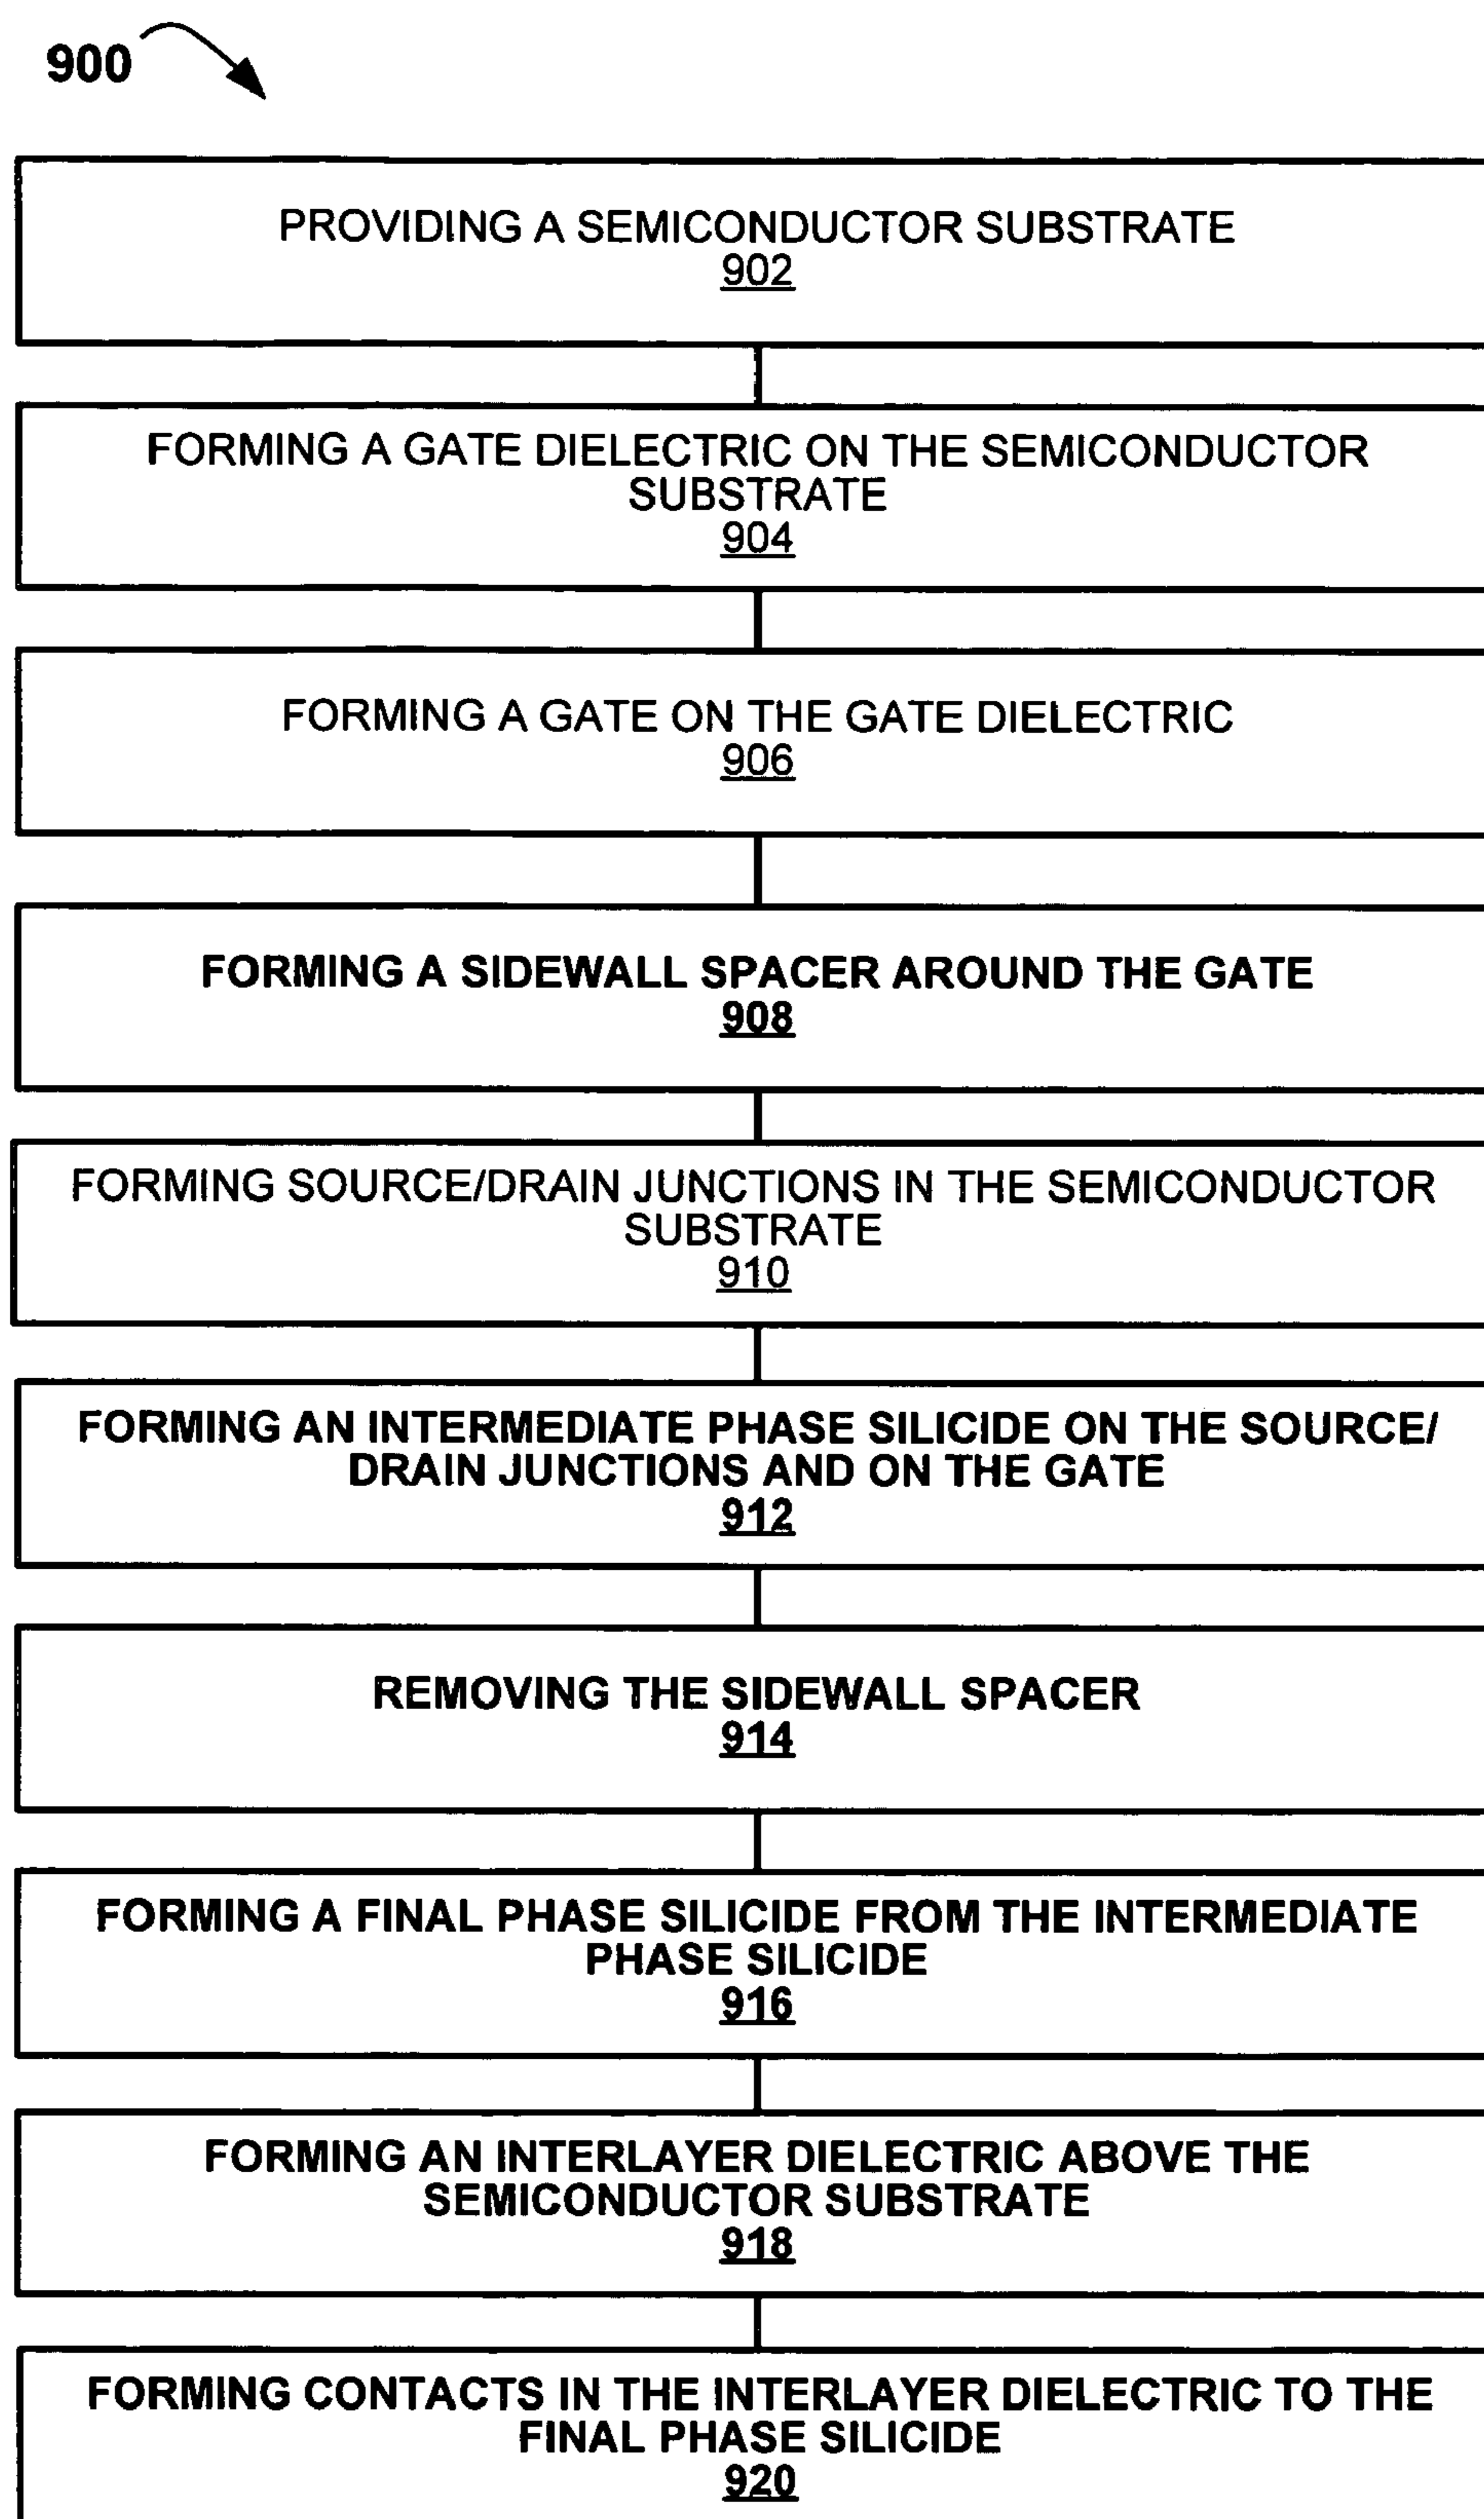 900
PROVIDING A SEMICONDUCTOR SUBSTRATE
902
FORMING A GATE DIELECTRIC ON THE SEMICONDUCTOR
SUBSTRATE
904
FORMING A GATE ON THE GATE DIELECTRIC
906
FORMING A SIDEWALL SPACER AROUND THE GATE
908
FORMING SOURCE/DRAIN JUNCTIONS IN THE SEMICONDUCTOR
SUBSTRATE
910
FORMING AN INTERMEDIATE PHASE SILICIDE ON THE SOURCE/
DRAIN JUNCTIONS AND ON THE GATE
912
REMOVING THE SIDEWALL SPACER
914
FORMING A FINAL PHASE SILICIDE FROM THE INTERMEDIATE
PHASE SILICIDE
916
FORMING AN INTERLAYER DIELECTRIC ABOVE THE
SEMICONDUCTOR SUBSTRATE
918
FORMING CONTACTS IN THE INTERLAYER DIELECTRIC TO THE
FINAL PHASE SILICIDE
920